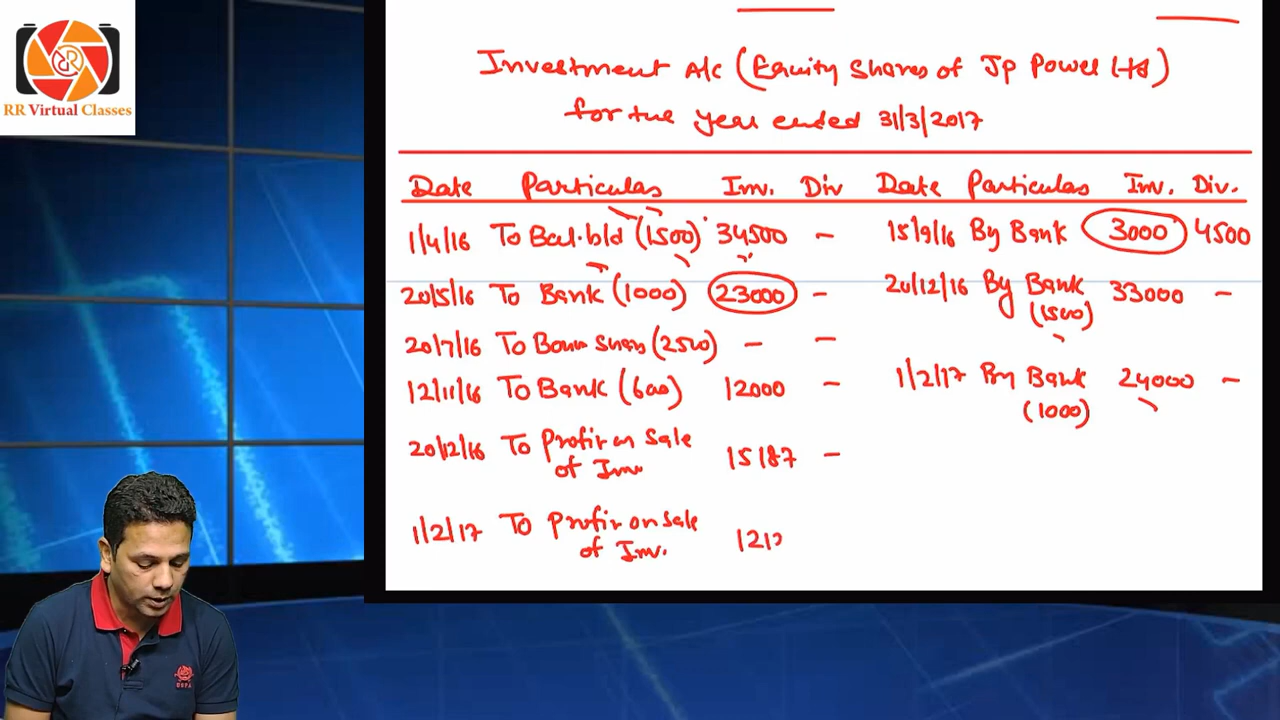 RR Virtual Classes
Investment A/c (Equity Shares of Jp Power Ltd)
for the year ended 31/3/2017
Date Particulas Inv. Div Date Particulas Inv. Div.
1/4/16 To Bal. b/d (1500) 34500 - 15/9/16 By Bank 3000 4500
20/5/16 To Bank (1000) 23000 - 20/12/16 By Bank 33000 -
(1500)
20/7/16 To Bonus Shares (2500) - -
12/11/16 To Bank (600) 12000 - 1/2/17 By Bank 24000 -
(1000)
20/12/16 To Profit on Sale
of Inv. 15187 -
1/2/17 To Profit on Sale
of Inv. 121